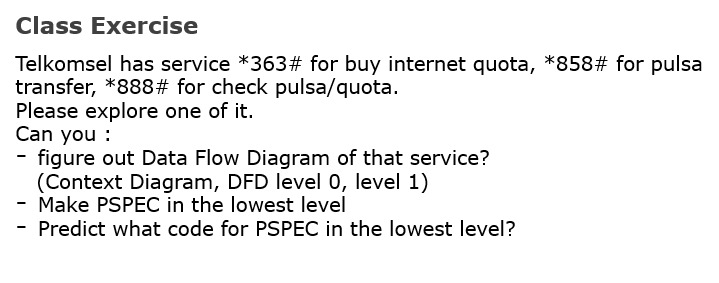 Class Exercise
Telkomsel has service *363# for buy internet quota, *858# for pulsa
transfer, *888# for check pulsa/quota.
Please explore one of it.
Can you :
- figure out Data Flow Diagram of that service?
(Context Diagram, DFD level 0, level 1)
- Make PSPEC in the lowest level
- Predict what code for PSPEC in the lowest level?